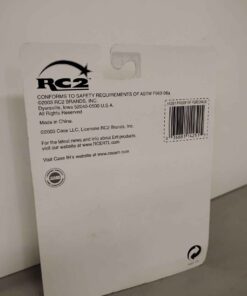 RC2
CONFORMS TO SAFETY REQUIREMENTS OF ASTM F963-96a
©2003 RC2 BRANDS, INC.
Dyersville, Iowa 52040-0500 U.S.A.
All Rights Reserved
Made in China.
©2003 Case LLC. Licensee RC2 Brands, Inc.
For the latest news and info about Ertl products,
visit our website at www.RCERTL.com
Visit Case IH's website at www.caseih.com